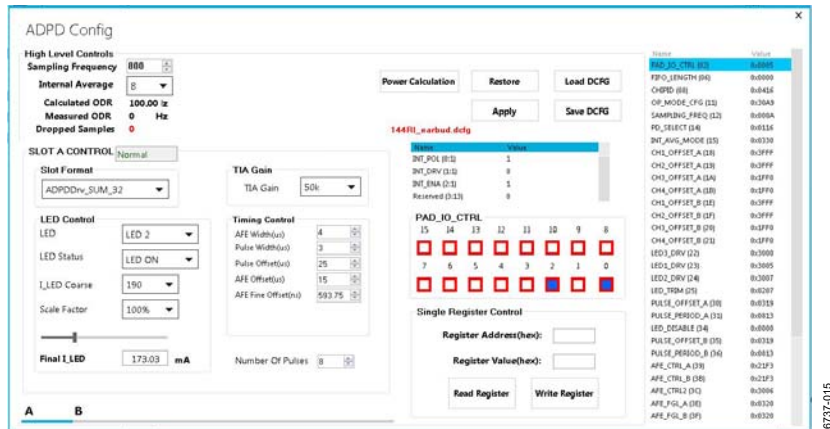 x
ADPD Config
High Level Controls
Sampling Frequency 800
Internal Average 8
Calculated ODR 100.00 Hz
Measured ODR 0 Hz
Dropped Samples 0
Power Calculation Restore Load DCFG
Apply Save DCFG
144RI_earbud.dcfg
SLOT A CONTROL Normal
Slot Format
ADPDDrv_SUM_32
TIA Gain
TIA Gain 50k
LED Control
LED LED 2
LED Status LED ON
I_LED Coarse 190
Scale Factor 100%
Final I_LED 173.03 mA
Timing Control
AFE Width(us) 4
Pulse Width(us) 3
Pulse Offset(us) 25
AFE Offset(us) 15
AFE Fine Offset(ns) 593.75
Number Of Pulses 8
A B
Name Value
INT_POL (0:1) 1
INT_DRV (1:1) 0
INT_ENA (2:1) 1
Reserved (3:13) 0
PAD_IO_CTRL
15 14 13 12 11 10 9 8
7 6 5 4 3 2 1 0
Single Register Control
Register Address(hex):
Register Value(hex):
Read Register Write Register
Name Value
PAD_IO_CTRL (02) 0x0005
FIFO_LENGTH (06) 0x0000
CHIPID (08) 0x0416
OP_MODE_CFG (11) 0x30A9
SAMPLING_FREQ (12) 0x000A
PD_SELECT (14) 0x0116
INT_AVG_MODE (15) 0x0330
CH1_OFFSET_A (18) 0x3FFF
CH2_OFFSET_A (19) 0x3FFF
CH3_OFFSET_A (1A) 0x1FF0
CH4_OFFSET_A (1B) 0x1FF0
CH1_OFFSET_B (1E) 0x3FFF
CH2_OFFSET_B (1F) 0x3FFF
CH3_OFFSET_B (20) 0x1FF0
CH4_OFFSET_B (21) 0x1FF0
LED3_DRV (22) 0x3000
LED1_DRV (23) 0x3005
LED2_DRV (24) 0x3007
LED_TRIM (25) 0x0207
PULSE_OFFSET_A (30) 0x0319
PULSE_PERIOD_A (31) 0x0813
LED_DISABLE (34) 0x0000
PULSE_OFFSET_B (35) 0x0319
PULSE_PERIOD_B (36) 0x0813
AFE_CTRL_A (39) 0x21F3
AFE_CTRL_B (3B) 0x21F3
AFE_CTRL2 (3C) 0x3006
AFE_FGL_A (3E) 0x0320
AFE_FGL_B (3F) 0x0320
6737-015